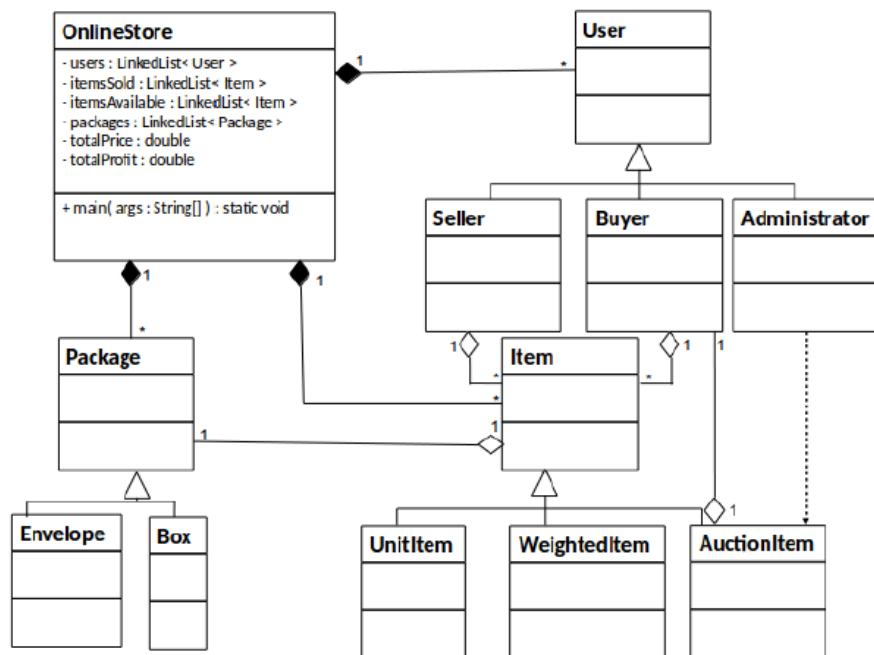 OnlineStore
- users : LinkedList< User >
- itemsSold : LinkedList< Item >
- itemsAvailable : LinkedList< Item >
- packages : LinkedList< Package >
- totalPrice : double
- totalProfit : double
+ main( args : String[] ) : static void
1
*
User
Seller
Buyer
Administrator
1
1
*
*
Package
1
1
1
Item
*
*
*
1
1
1
Envelope
Box
UnitItem
WeightedItem
AuctionItem